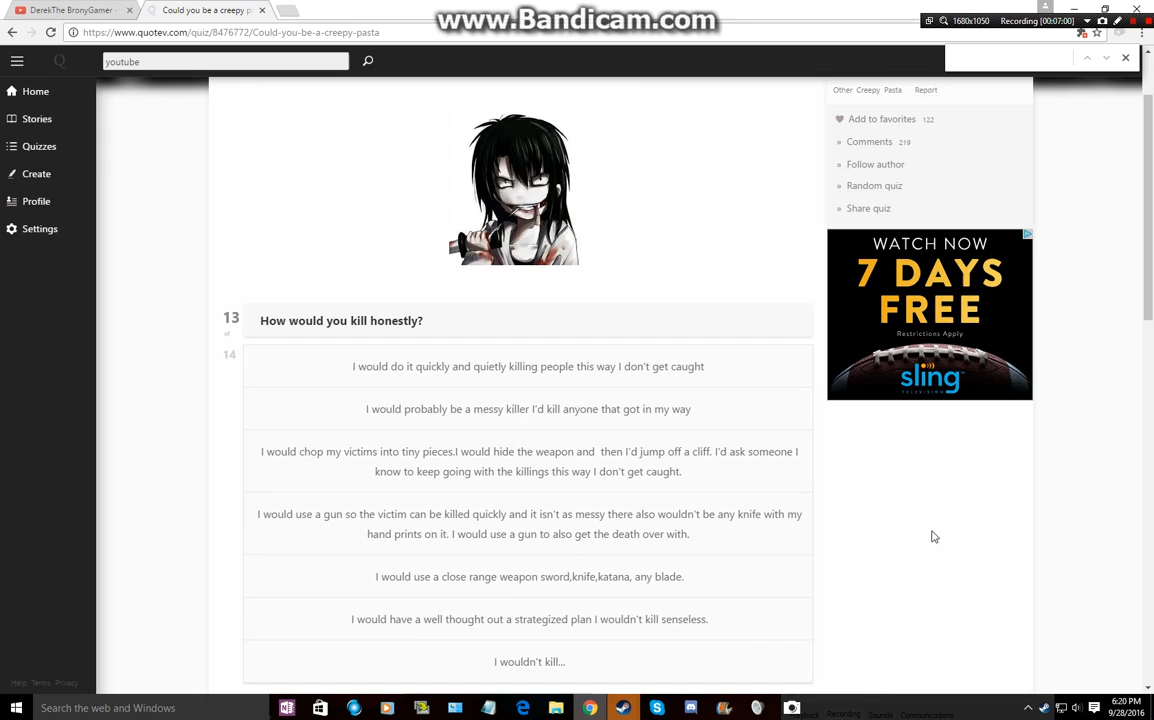 www.Bandicam.com
DerekThe BronyGamer -
Could you be a creepy p
1680x1050 Recording [00:07:00]
https://www.quotev.com/quiz/8476772/Could-you-be-a-creepy-pasta
Q youtube
Home
Stories
Quizzes
Create
Profile
Settings
Other Creepy Pasta Report
Add to favorites 122
» Comments 219
» Follow author
» Random quiz
» Share quiz
WATCH NOW
7 DAYS
FREE
Restrictions Apply
sling
TELEVISION
13
of
14
How would you kill honestly?
I would do it quickly and quietly killing people this way I don't get caught
I would probably be a messy killer I'd kill anyone that got in my way
I would chop my victims into tiny pieces.I would hide the weapon and then I'd jump off a cliff. I'd ask someone I
know to keep going with the killings this way I don't get caught.
I would use a gun so the victim can be killed quickly and it isn't as messy there also wouldn't be any knife with my
hand prints on it. I would use a gun to also get the death over with.
I would use a close range weapon sword,knife,katana, any blade.
I would have a well thought out a strategized plan I wouldn't kill senseless.
I wouldn't kill...
Help Terms Privacy
Search the web and Windows
Playback Recording Sounds Communications
6:20 PM
9/28/2016